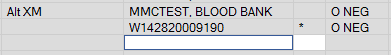 Alt XM MMCTEST, BLOOD BANK O NEG
W142820009190 * O NEG